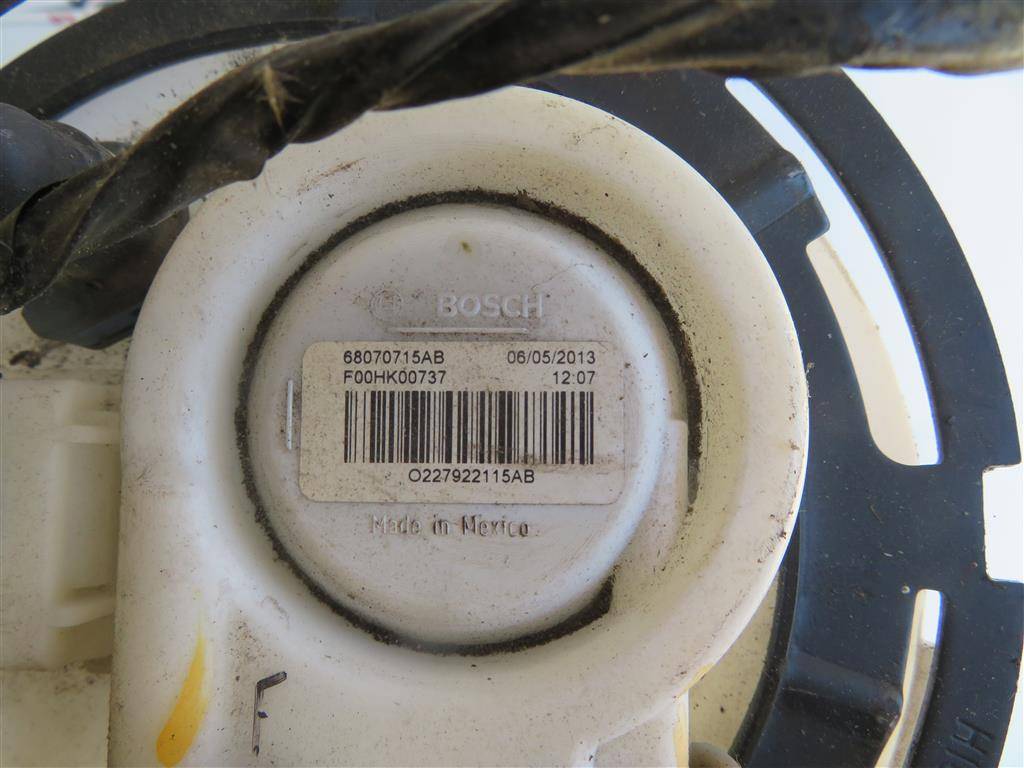 BOSCH
68070715AB 06/05/2013
F00HK00737 12:07
O227922115AB
Made in Mexico